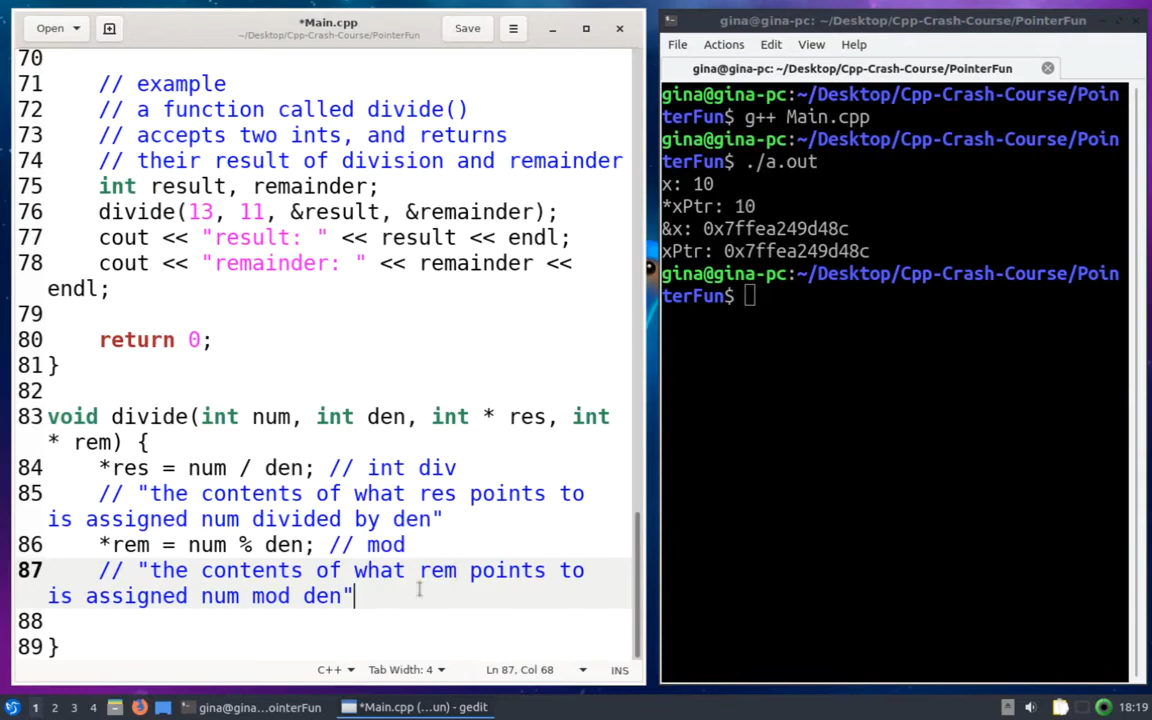 Open
*Main.cpp
~/Desktop/Cpp-Crash-Course/PointerFun
Save
70
71 // example
72 // a function called divide()
73 // accepts two ints, and returns
74 // their result of division and remainder
75 int result, remainder;
76 divide(13, 11, &result, &remainder);
77 cout << "result: " << result << endl;
78 cout << "remainder: " << remainder <<
endl;
79
80 return 0;
81 }
82
83 void divide(int num, int den, int * res, int
* rem) {
84 *res = num / den; // int div
85 // "the contents of what res points to
is assigned num divided by den"
86 *rem = num % den; // mod
87 // "the contents of what rem points to
is assigned num mod den"
88
89 }
C++ Tab Width: 4 Ln 87, Col 68 INS
gina@gina-pc: ~/Desktop/Cpp-Crash-Course/PointerFun
File Actions Edit View Help
gina@gina-pc: ~/Desktop/Cpp-Crash-Course/PointerFun
gina@gina-pc:~/Desktop/Cpp-Crash-Course/Poin
terFun$ g++ Main.cpp
gina@gina-pc:~/Desktop/Cpp-Crash-Course/Poin
terFun$ ./a.out
x: 10
*xPtr: 10
&x: 0x7ffea249d48c
xPtr: 0x7ffea249d48c
gina@gina-pc:~/Desktop/Cpp-Crash-Course/Poin
terFun$
1 2 3 4 gina@gina...ointerFun *Main.cpp (...un) - gedit 18:19